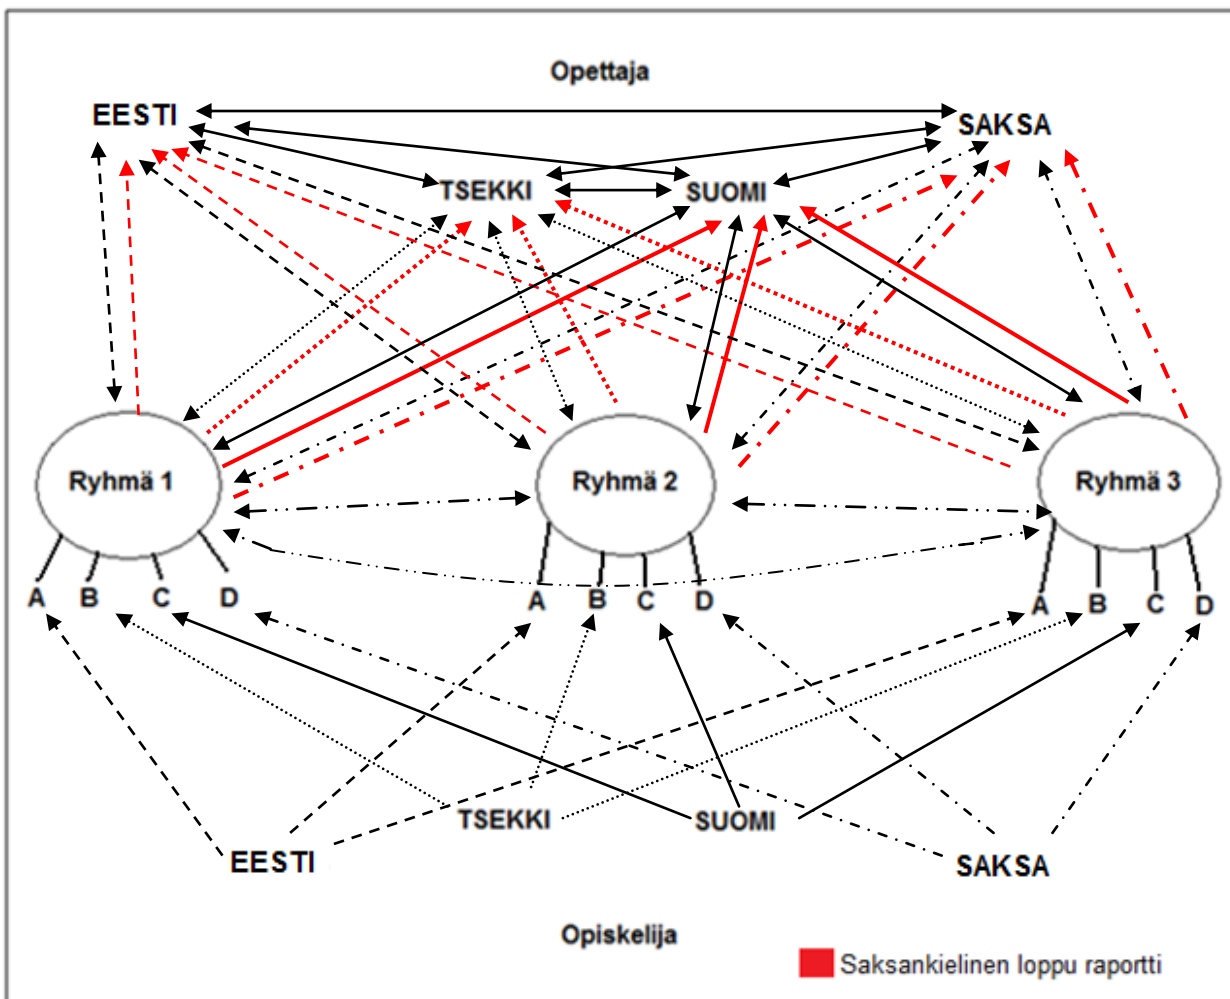 Opettaja
EESTI
SAKSA
TSEKKI
SUOMI
Ryhmä 1
Ryhmä 2
Ryhmä 3
A B C D
A B C D
A B C D
TSEKKI
SUOMI
EESTI
SAKSA
Opiskelija
Saksankielinen loppu raportti